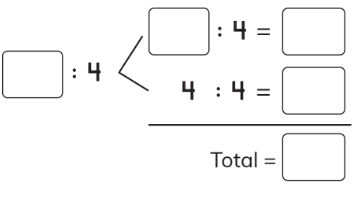 : 4 =
: 4
4 : 4 =
Total =